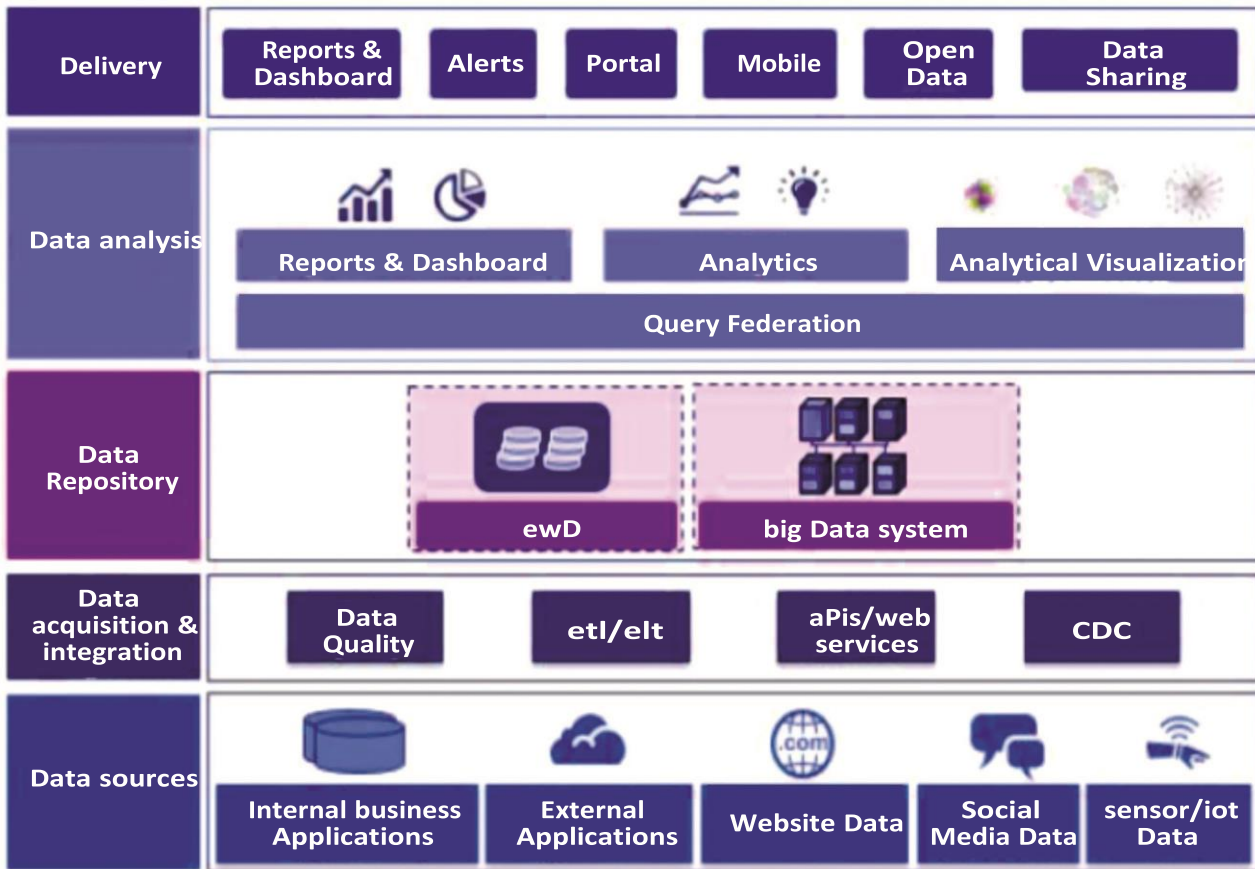 Delivery
Reports &
Dashboard
Alerts
Portal
Mobile
Open
Data
Data
Sharing
Data analysis
Reports & Dashboard
Analytics
Analytical Visualization
Query Federation
Data
Repository
ewD
big Data system
Data
acquisition &
integration
Data
Quality
etl/elt
aPis/web
services
CDC
Data sources
.com
Internal business
Applications
External
Applications
Website Data
Social
Media Data
sensor/iot
Data